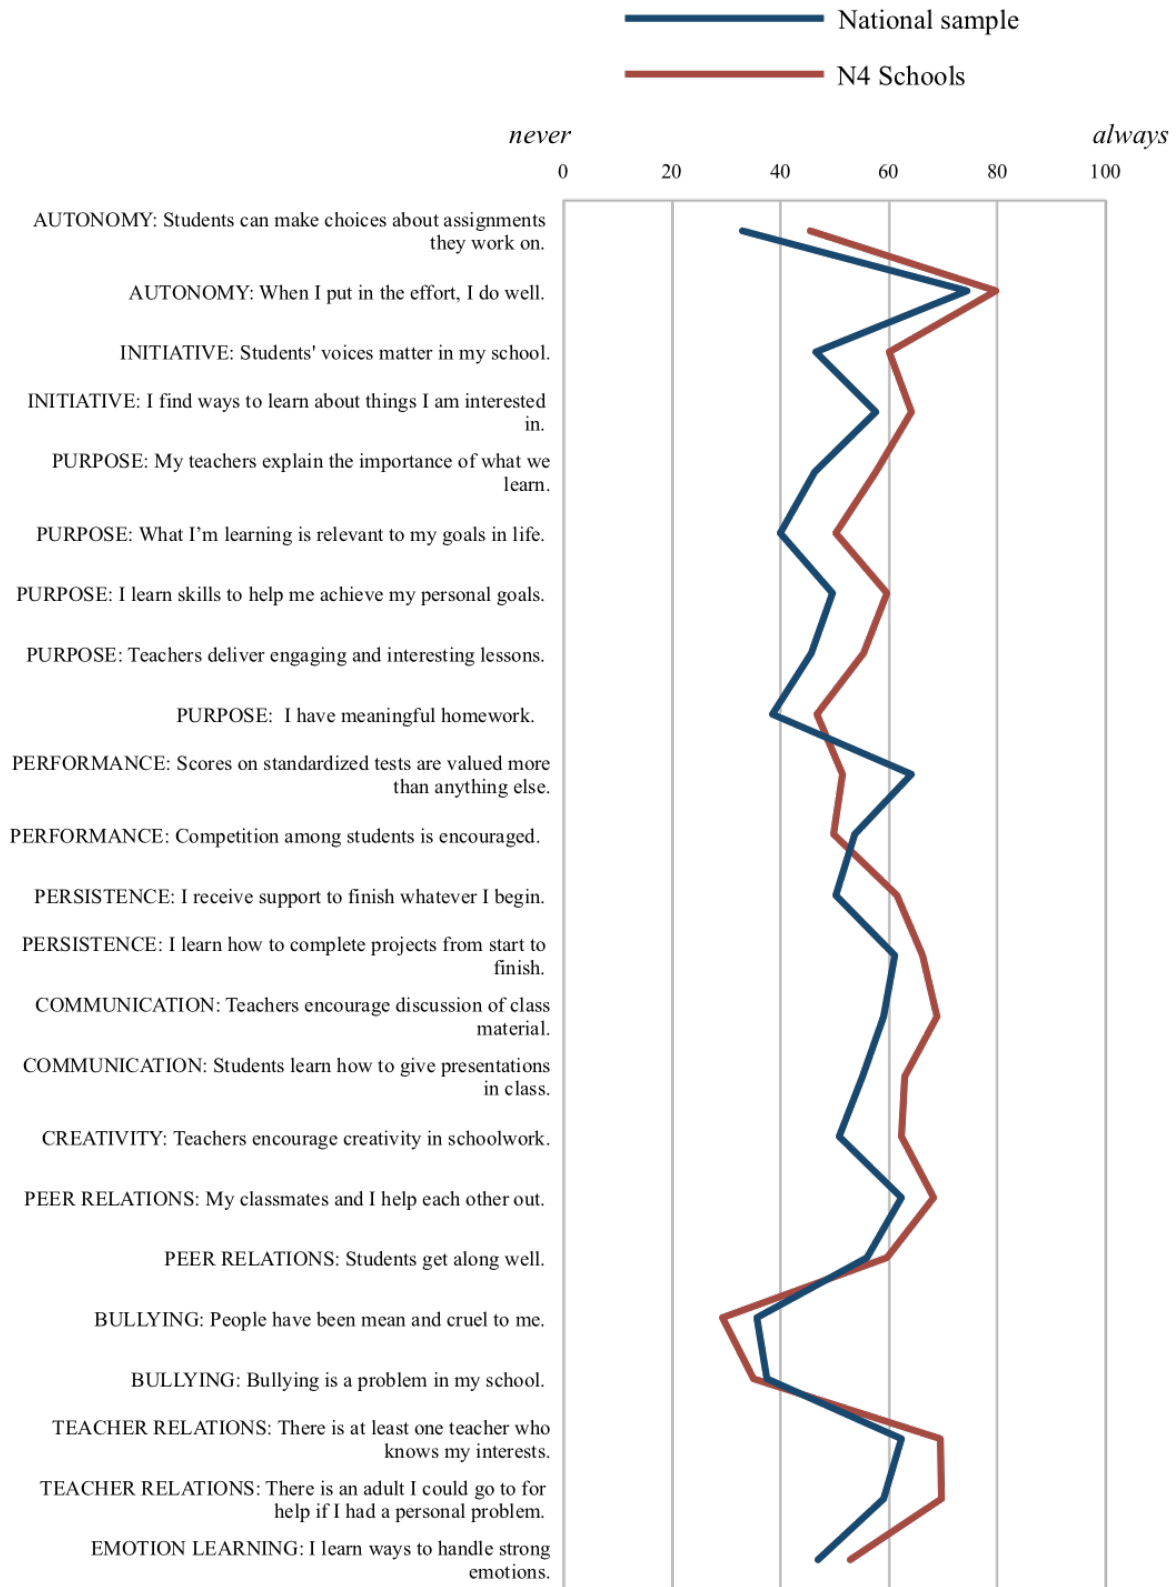 National sample
N4 Schools
never
always
0 20 40 60 80 100
AUTONOMY: Students can make choices about assignments
they work on.
AUTONOMY: When I put in the effort, I do well.
INITIATIVE: Students' voices matter in my school.
INITIATIVE: I find ways to learn about things I am interested
in.
PURPOSE: My teachers explain the importance of what we
learn.
PURPOSE: What I’m learning is relevant to my goals in life.
PURPOSE: I learn skills to help me achieve my personal goals.
PURPOSE: Teachers deliver engaging and interesting lessons.
PURPOSE:  I have meaningful homework.
PERFORMANCE: Scores on standardized tests are valued more
than anything else.
PERFORMANCE: Competition among students is encouraged.
PERSISTENCE: I receive support to finish whatever I begin.
PERSISTENCE: I learn how to complete projects from start to
finish.
COMMUNICATION: Teachers encourage discussion of class
material.
COMMUNICATION: Students learn how to give presentations
in class.
CREATIVITY: Teachers encourage creativity in schoolwork.
PEER RELATIONS: My classmates and I help each other out.
PEER RELATIONS: Students get along well.
BULLYING: People have been mean and cruel to me.
BULLYING: Bullying is a problem in my school.
TEACHER RELATIONS: There is at least one teacher who
knows my interests.
TEACHER RELATIONS: There is an adult I could go to for
help if I had a personal problem.
EMOTION LEARNING: I learn ways to handle strong
emotions.